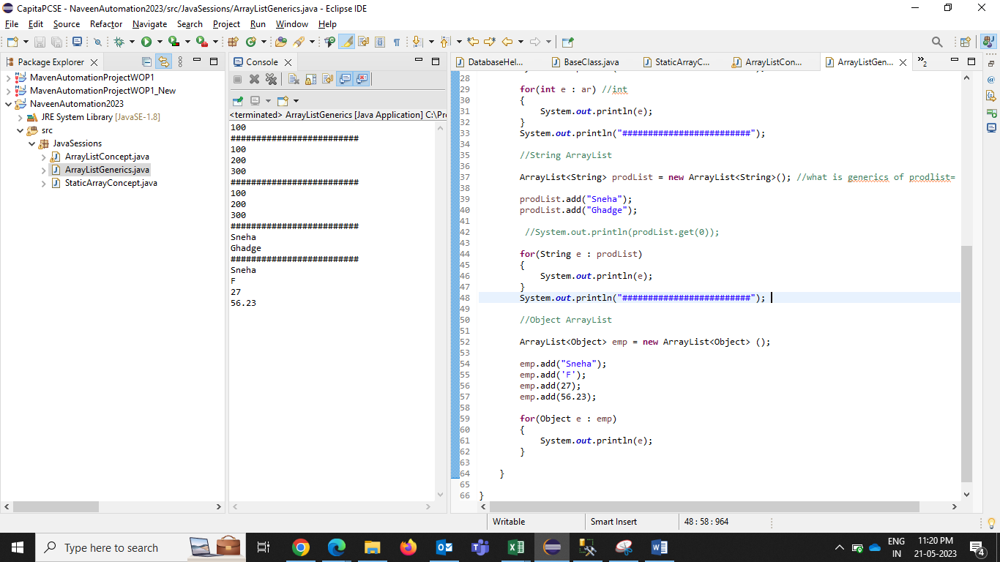 CapitaPCSE - NaveenAutomation2023/src/JavaSessions/ArrayListGenerics.java - Eclipse IDE
File Edit Source Refactor Navigate Search Project Run Window Help
Package Explorer
MavenAutomationProjectWOP1
MavenAutomationProjectWOP1_New
NaveenAutomation2023
JRE System Library [JavaSE-1.8]
src
JavaSessions
ArrayListConcept.java
ArrayListGenerics.java
StaticArrayConcept.java
Console
<terminated> ArrayListGenerics [Java Application] C:\Pr
100
#########################
100
200
300
#########################
100
200
300
#########################
Sneha
Ghadge
#########################
Sneha
F
27
56.23
DatabaseHel... BaseClass.java StaticArrayC... ArrayListCon... ArrayListGen... »2
28
29 for(int e : ar) //int
30 {
31 System.out.println(e);
32 }
33 System.out.println("#########################");
34
35 //String ArrayList
36
37 ArrayList<String> prodList = new ArrayList<String>(); //what is generics of prodlist=
38
39 prodList.add("Sneha");
40 prodList.add("Ghadge");
41
42 //System.out.println(prodList.get(0));
43
44 for(String e : prodList)
45 {
46 System.out.println(e);
47 }
48 System.out.println("#########################");
49
50 //Object ArrayList
51
52 ArrayList<Object> emp = new ArrayList<Object> ();
53
54 emp.add("Sneha");
55 emp.add('F');
56 emp.add(27);
57 emp.add(56.23);
58
59 for(Object e : emp)
60 {
61 System.out.println(e);
62 }
63
64 }
65
66 }
Writable Smart Insert 48 : 58 : 964
Type here to search
ENG
IN
11:20 PM
21-05-2023
4